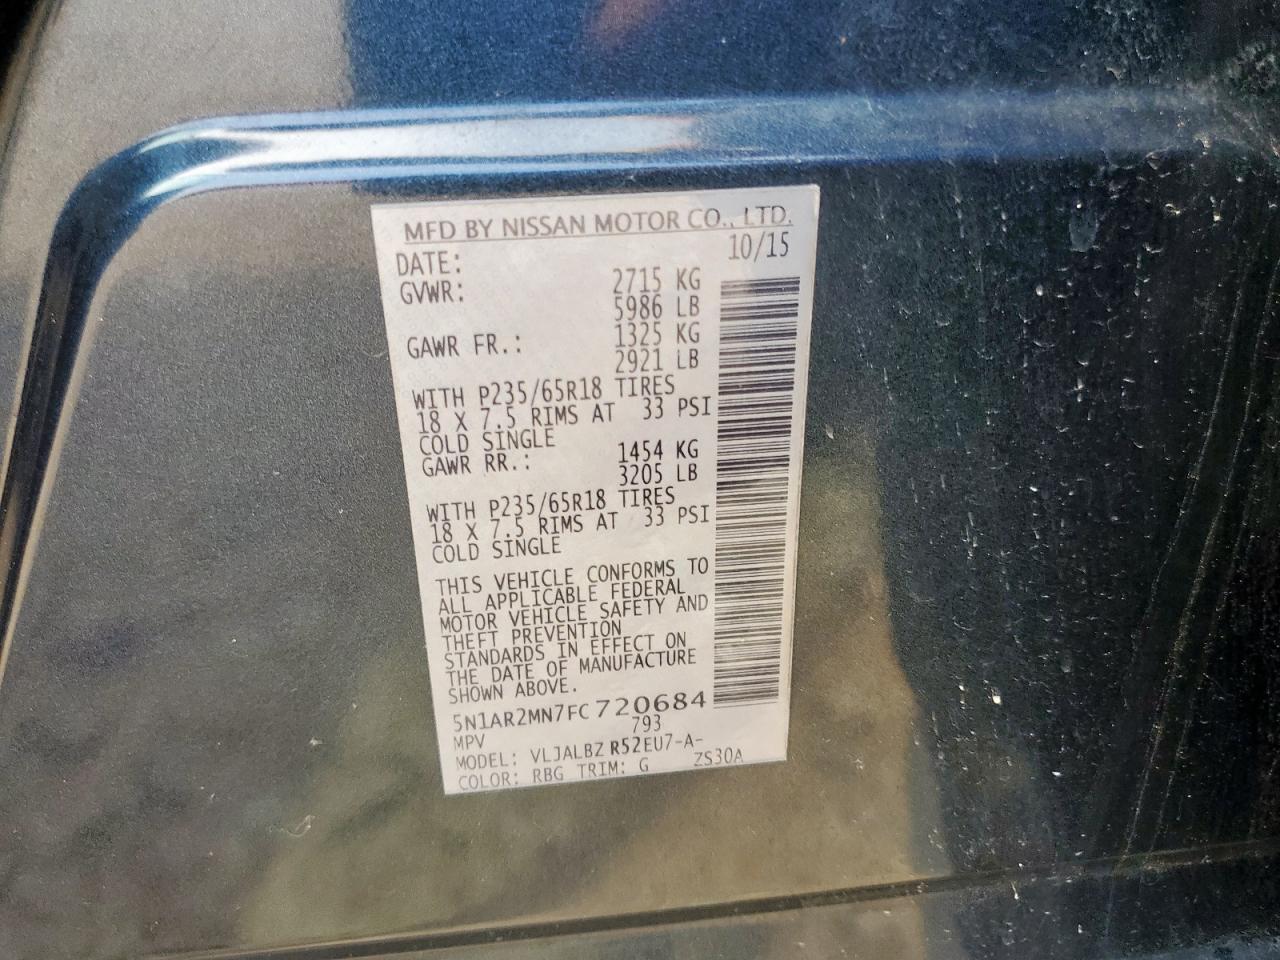 MFD BY NISSAN MOTOR CO., LTD.
DATE: 10/15
GVWR: 2715 KG
5986 LB
GAWR FR.: 1325 KG
2921 LB
WITH P235/65R18 TIRES
18 X 7.5 RIMS AT 33 PSI
COLD SINGLE
GAWR RR.: 1454 KG
3205 LB
WITH P235/65R18 TIRES
18 X 7.5 RIMS AT 33 PSI
COLD SINGLE
THIS VEHICLE CONFORMS TO
ALL APPLICABLE FEDERAL
MOTOR VEHICLE SAFETY AND
THEFT PREVENTION
STANDARDS IN EFFECT ON
THE DATE OF MANUFACTURE
SHOWN ABOVE.
5N1AR2MN7FC720684
MPV 793
MODEL: VLJALBZ R52EU7-A-
COLOR: RBG TRIM: G ZS30A